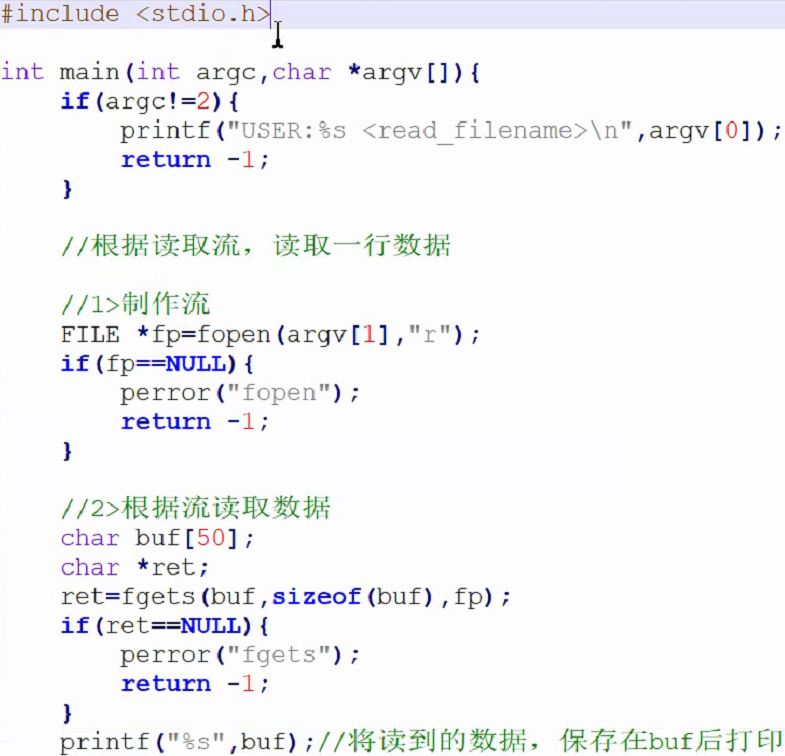 #include <stdio.h>
int main(int argc,char *argv[]){
if(argc!=2){
printf("USER:%s <read_filename>\n",argv[0]);
return -1;
}
//根据读取流，读取一行数据
//1>制作流
FILE *fp=fopen(argv[1],"r");
if(fp==NULL){
perror("fopen");
return -1;
}
//2>根据流读取数据
char buf[50];
char *ret;
ret=fgets(buf,sizeof(buf),fp);
if(ret==NULL){
perror("fgets");
return -1;
}
printf("%s",buf);//将读到的数据，保存在buf后打印